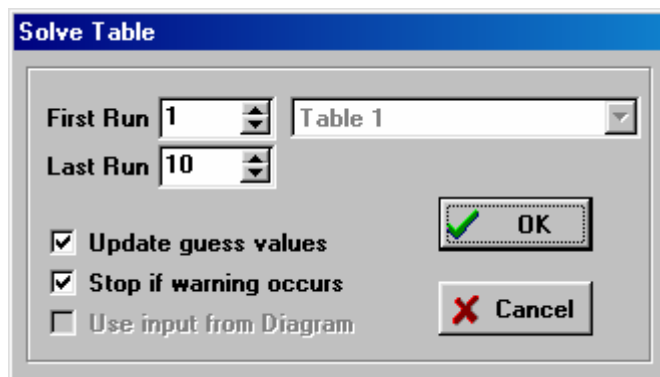 Solve Table
First Run 1 Table 1
Last Run 10
Update guess values
OK
Stop if warning occurs
Use input from Diagram
Cancel